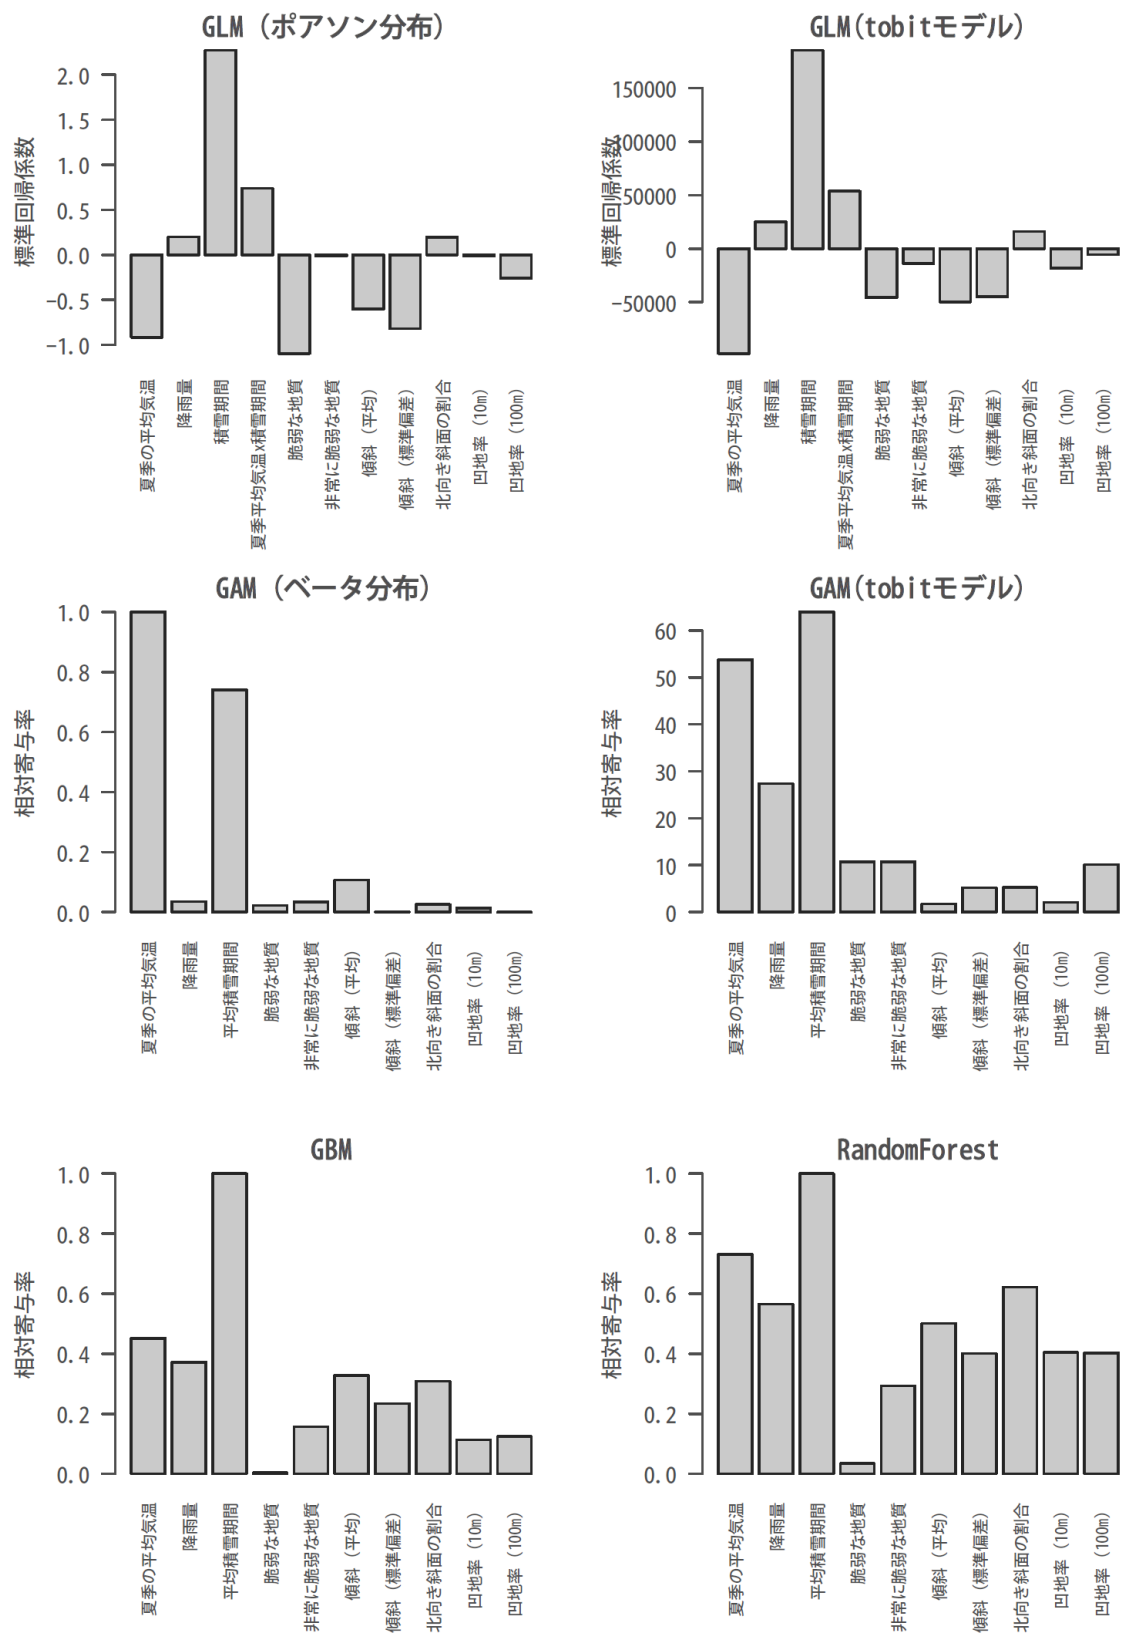 GLM (ポアソン分布)
標準回帰係数
2.0
1.5
1.0
0.5
0.0
-0.5
-1.0
夏季の平均気温
降雨量
積雪期間
夏季平均気温x積雪期間
脆弱な地質
非常に脆弱な地質
傾斜 (平均)
傾斜 (標準偏差)
北向き斜面の割合
凹地率 (10m)
凹地率 (100m)
GLM(tobitモデル)
標準回帰係数
150000
100000
50000
0
-50000
夏季の平均気温
降雨量
積雪期間
夏季平均気温x積雪期間
脆弱な地質
非常に脆弱な地質
傾斜 (平均)
傾斜 (標準偏差)
北向き斜面の割合
凹地率 (10m)
凹地率 (100m)
GAM (ベータ分布)
相対寄与率
1.0
0.8
0.6
0.4
0.2
0.0
夏季の平均気温
降雨量
平均積雪期間
脆弱な地質
非常に脆弱な地質
傾斜 (平均)
傾斜 (標準偏差)
北向き斜面の割合
凹地率 (10m)
凹地率 (100m)
GAM(tobitモデル)
相対寄与率
60
50
40
30
20
10
0
夏季の平均気温
降雨量
平均積雪期間
脆弱な地質
非常に脆弱な地質
傾斜 (平均)
傾斜 (標準偏差)
北向き斜面の割合
凹地率 (10m)
凹地率 (100m)
GBM
相対寄与率
1.0
0.8
0.6
0.4
0.2
0.0
夏季の平均気温
降雨量
平均積雪期間
脆弱な地質
非常に脆弱な地質
傾斜 (平均)
傾斜 (標準偏差)
北向き斜面の割合
凹地率 (10m)
凹地率 (100m)
RandomForest
相対寄与率
1.0
0.8
0.6
0.4
0.2
0.0
夏季の平均気温
降雨量
平均積雪期間
脆弱な地質
非常に脆弱な地質
傾斜 (平均)
傾斜 (標準偏差)
北向き斜面の割合
凹地率 (10m)
凹地率 (100m)